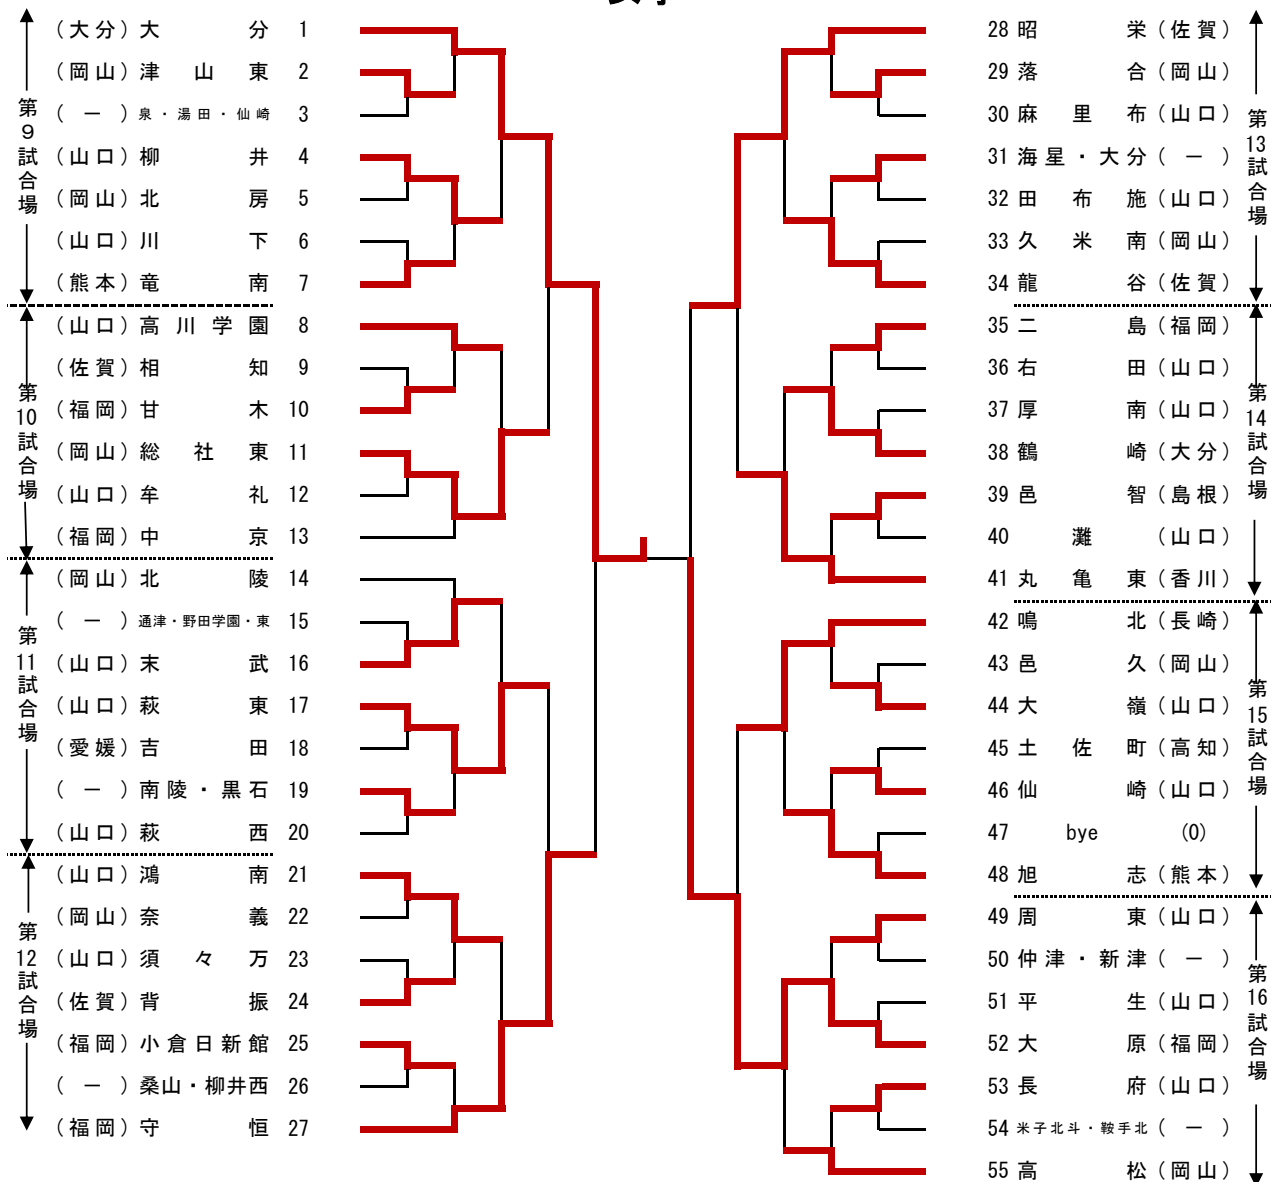 第9試合場
(大分) 大分 1
(岡山) 津山東 2
(ー) 泉・湯田・仙崎 3
(山口) 柳井 4
(岡山) 北房 5
(山口) 川下 6
(熊本) 竜南 7
第10試合場
(山口) 高川学園 8
(佐賀) 相知 9
(福岡) 甘木 10
(岡山) 総社東 11
(山口) 牟礼 12
(福岡) 中京 13
第11試合場
(岡山) 北陵 14
(ー) 通津・野田学園・東 15
(山口) 末武 16
(山口) 萩東 17
(愛媛) 吉田 18
(ー) 南陵・黒石 19
(山口) 萩西 20
第12試合場
(山口) 鴻南 21
(岡山) 奈義 22
(山口) 須々万 23
(佐賀) 背振 24
(福岡) 小倉日新館 25
(ー) 桑山・柳井西 26
(福岡) 守恒 27
第13試合場
28 昭栄 (佐賀)
29 落合 (岡山)
30 麻里布 (山口)
31 海星・大分 (ー)
32 田布施 (山口)
33 久米南 (岡山)
34 龍谷 (佐賀)
第14試合場
35 二島 (福岡)
36 右田 (山口)
37 厚南 (山口)
38 鶴崎 (大分)
39 邑智 (島根)
40 灘 (山口)
41 丸亀東 (香川)
第15試合場
42 鳴北 (長崎)
43 邑久 (岡山)
44 大嶺 (山口)
45 土佐町 (高知)
46 仙崎 (山口)
47 bye (0)
48 旭志 (熊本)
第16試合場
49 周東 (山口)
50 仲津・新津 (ー)
51 平生 (山口)
52 大原 (福岡)
53 長府 (山口)
54 米子北斗・鞍手北 (ー)
55 高松 (岡山)